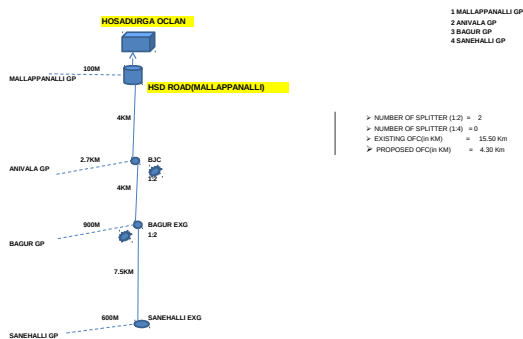 HOSADURGA OCLAN
1 MALLAPPANALLI GP
2 ANIVALA GP
3 BAGUR GP
4 SANEHALLI GP
100M
MALLAPPANALLI GP
HSD ROAD(MALLAPPANALLI)
4KM
NUMBER OF SPLITTER (1:2) = 2
NUMBER OF SPLITTER (1:4) =0
EXISTING OFC(in KM) = 15.50 Km
PROPOSED OFC(in KM) = 4.30 Km
2.7KM
BJC
ANIVALA GP
1:2
4KM
900M
BAGUR EXG
1:2
BAGUR GP
7.5KM
600M
SANEHALLI EXG
SANEHALLI GP